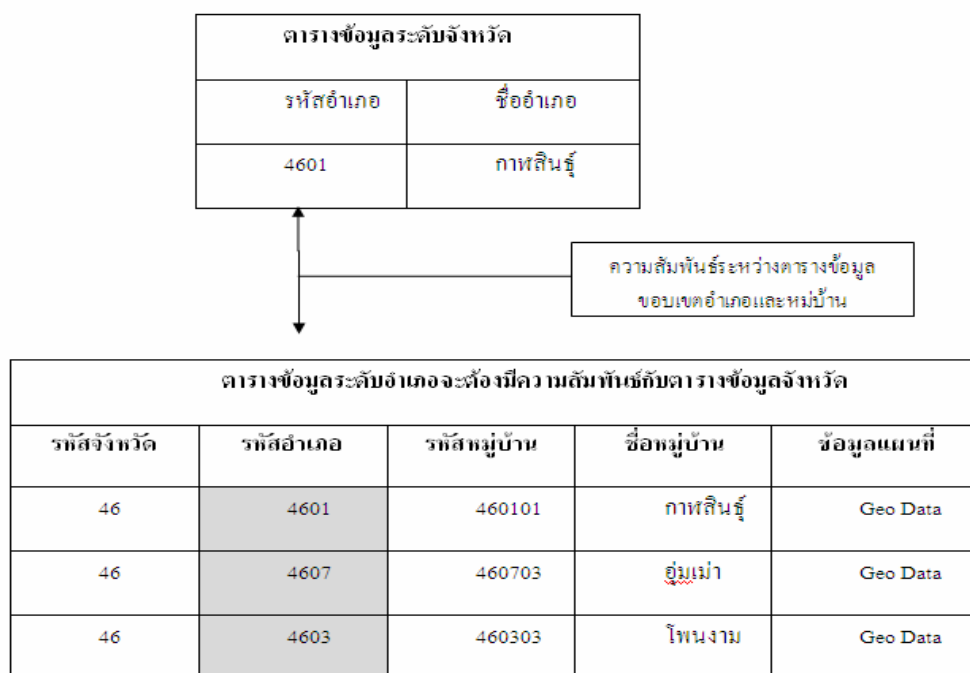 ตารางข้อมูลระดับจังหวัด
รหัสอำเภอ ชื่ออำเภอ
4601 กาฬสินธุ์
ความสัมพันธ์ระหว่างตารางข้อมูล
ขอบเขตอำเภอและหม่บ้าน
ตารางข้อมูลระดับอำเภอจะต้องมีความสัมพันธ์กับตารางข้อมูลจังหวัด
รหัสจังหวัด รหัสอำเภอ รหัสหมู่บ้าน ชื่อหมู่บ้าน ข้อมูลแผนที่
46 4601 460101 กาฬสินธุ์ Geo Data
46 4607 460703 อุ่มเม่า Geo Data
46 4603 460303 โพนงาม Geo Data